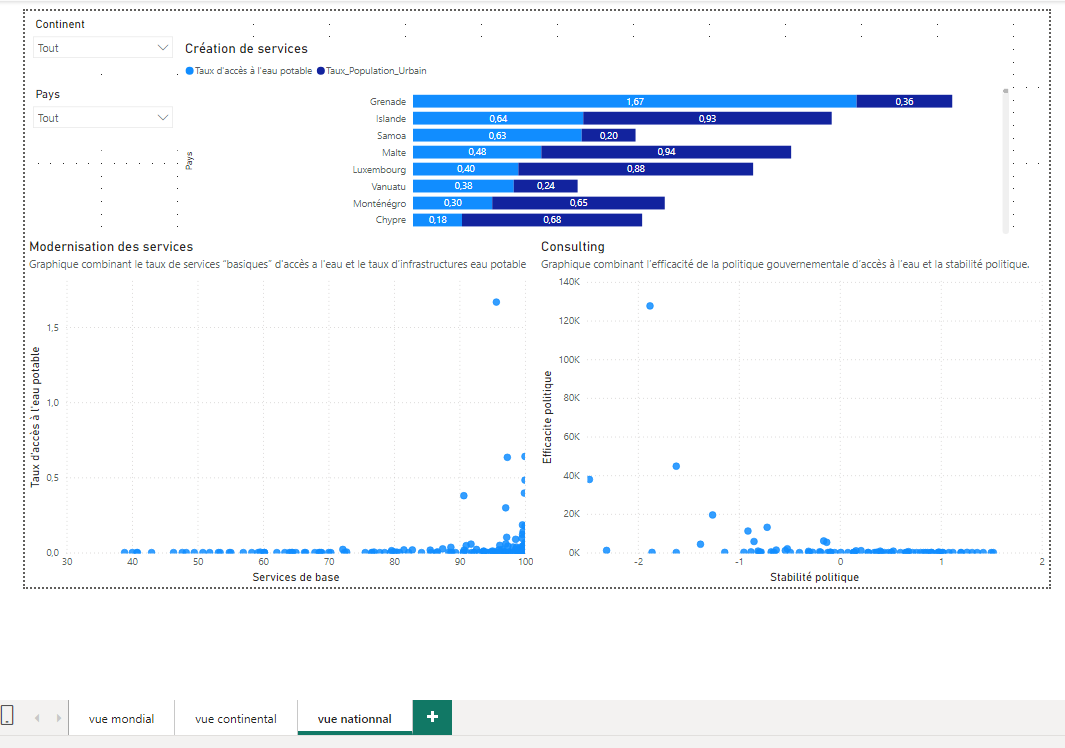 Continent
Tout
Création de services
Taux d'accès à l'eau potable Taux_Population_Urbain
Pays
Tout
Pays
Grenade 1,67 0,36
Islande 0,64 0,93
Samoa 0,63 0,20
Malte 0,48 0,94
Luxembourg 0,40 0,88
Vanuatu 0,38 0,24
Monténégro 0,30 0,65
Chypre 0,18 0,68
Modernisation des services
Graphique combinant le taux de services "basiques" d'accès a l'eau et le taux d'infrastructures eau potable
Taux d'accès à l'eau potable
1,5
1,0
0,5
0,0
30 40 50 60 70 80 90 100
Services de base
Consulting
Graphique combinant l'efficacité de la politique gouvernementale d'accès à l'eau et la stabilité politique.
Efficacite politique
140K
120K
100K
80K
60K
40K
20K
0K
-2 -1 0 1 2
Stabilité politique
vue mondial vue continental vue nationnal +